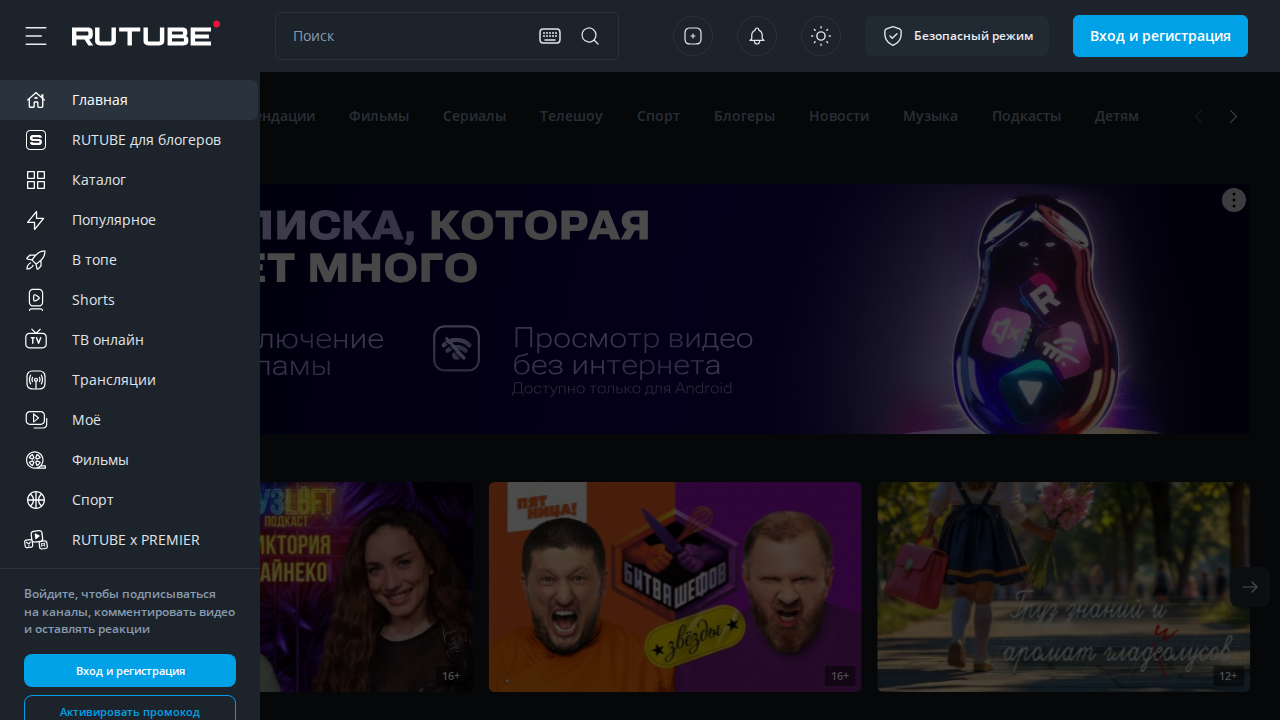 RUTUBE
Поиск
Безопасный режим
Вход и регистрация
Главная
RUTUBE для блогеров
Каталог
Популярное
В топе
Shorts
ТВ онлайн
Трансляции
Моё
Фильмы
Спорт
RUTUBE x PREMIER
Войдите, чтобы подписываться
на каналы, комментировать видео
и оставлять реакции
Вход и регистрация
Активировать промокод
ендации Фильмы Сериалы Телешоу Спорт Блогеры Новости Музыка Подкасты Детям
ПИСКА, КОТОРАЯ
ЕТ МНОГО
лючение
ламы
Просмотр видео
без интернета
Доступно только для Android
R
УЗLOFT
ПОДКАСТ
ИКТОРИЯ
АЙНЕКО
16+
ПЯТ
НИЦА!
БИТВА ШЕФОВ
звёзды
16+
Груз знаний и
аромат гладиолусов...
12+